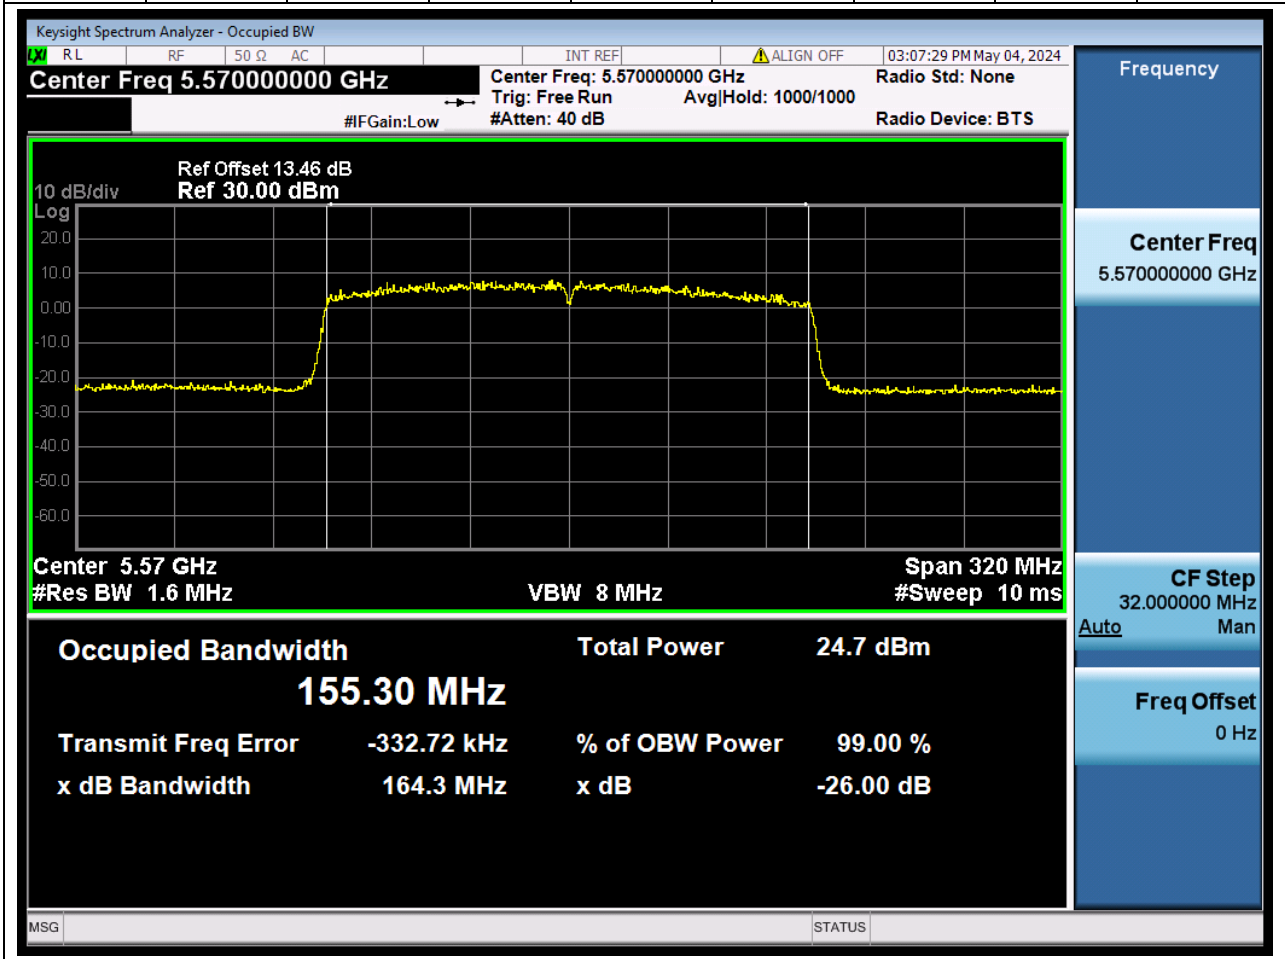 Keysight Spectrum Analyzer - Occupied BW
LXI RL RF 50 Ω AC INT REF ALIGN OFF 03:07:29 PM May 04, 2024
Center Freq 5.570000000 GHz
Center Freq: 5.570000000 GHz
Radio Std: None
Trig: Free Run Avg|Hold: 1000/1000
#IFGain:Low
#Atten: 40 dB
Radio Device: BTS
Ref Offset 13.46 dB
10 dB/div Ref 30.00 dBm
Log
20.0
10.0
0.00
-10.0
-20.0
-30.0
-40.0
-50.0
-60.0
Center 5.57 GHz Span 320 MHz
#Res BW 1.6 MHz VBW 8 MHz #Sweep 10 ms
Occupied Bandwidth Total Power 24.7 dBm
155.30 MHz
Transmit Freq Error -332.72 kHz % of OBW Power 99.00 %
x dB Bandwidth 164.3 MHz x dB -26.00 dB
MSG STATUS
Frequency
Center Freq
5.570000000 GHz
CF Step
32.000000 MHz
Auto Man
Freq Offset
0 Hz